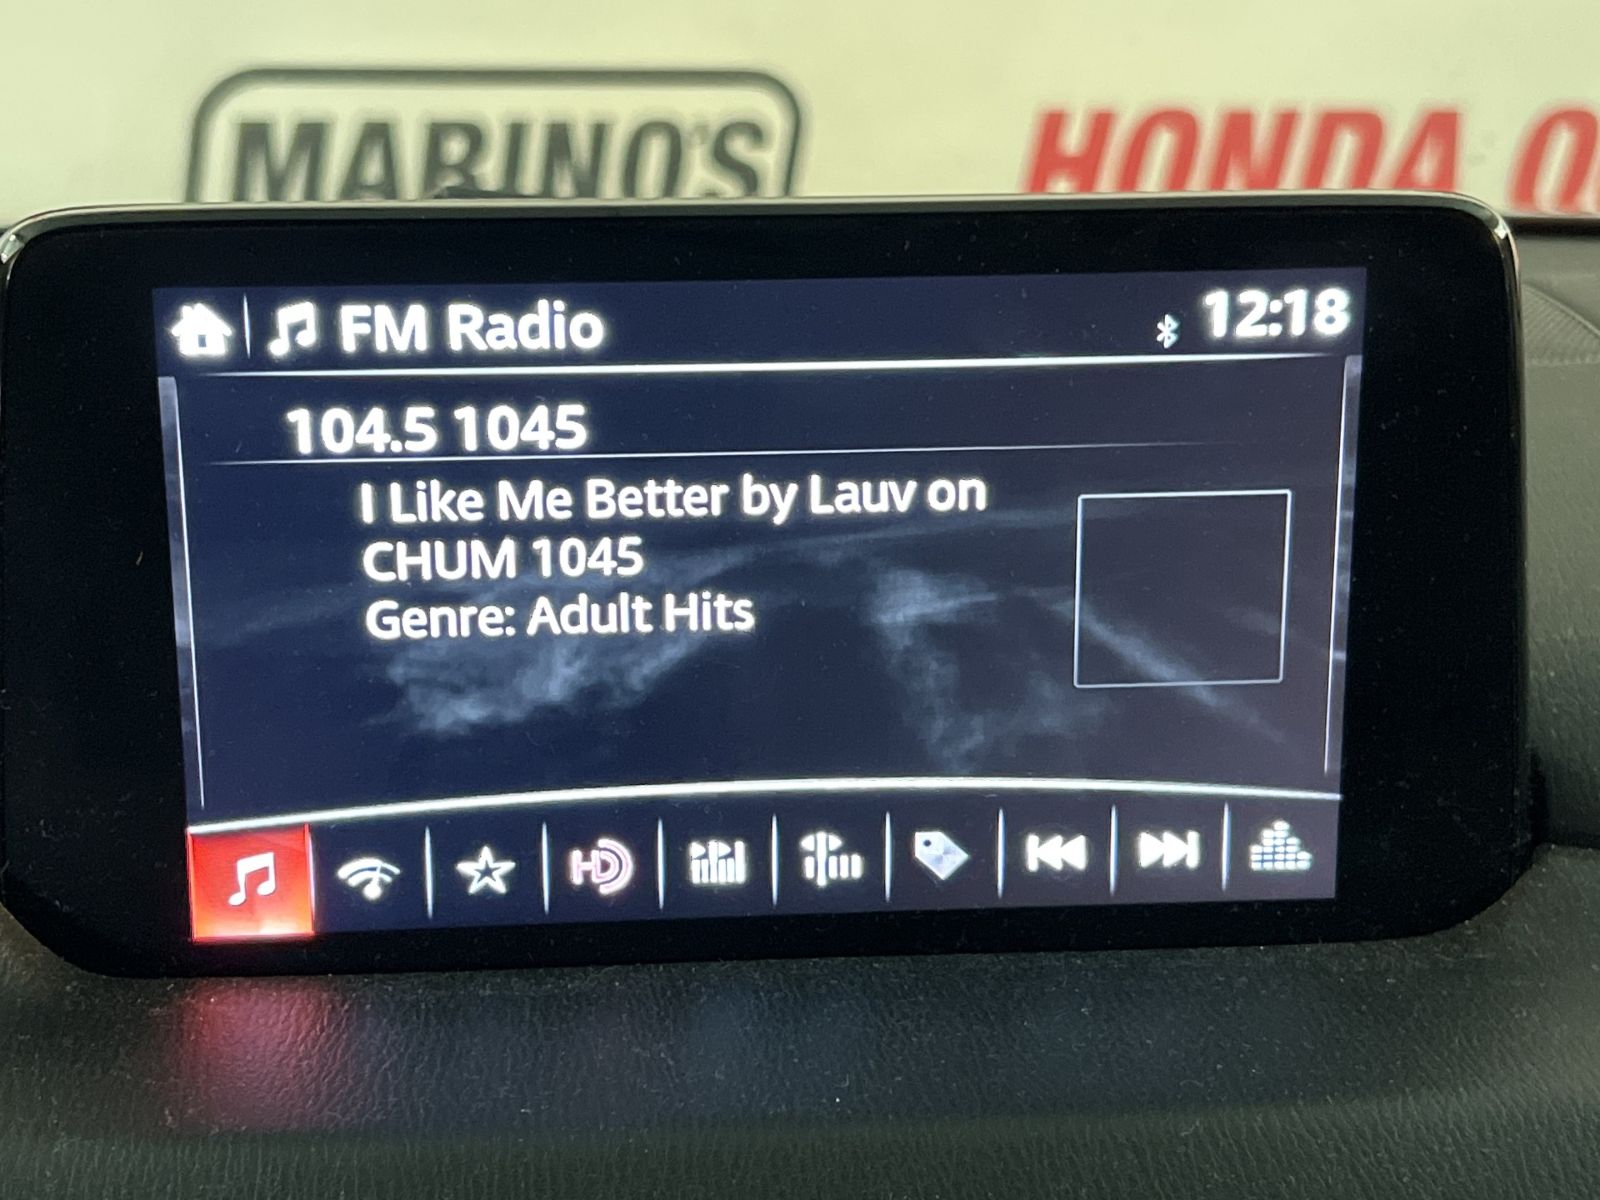 MARINO'S
HONDA
FM Radio
12:18
104.5 1045
I Like Me Better by Lauv on
CHUM 1045
Genre: Adult Hits
HD